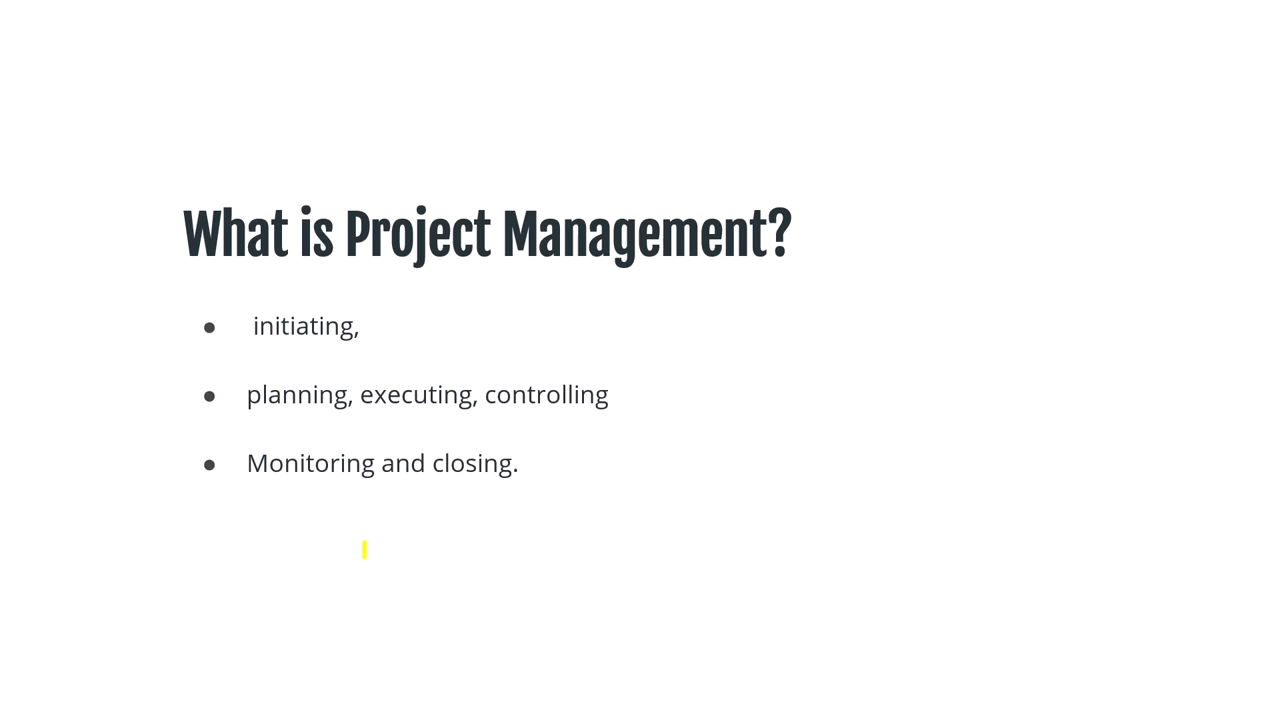 What is Project Management?
● initiating,
● planning, executing, controlling
● Monitoring and closing.